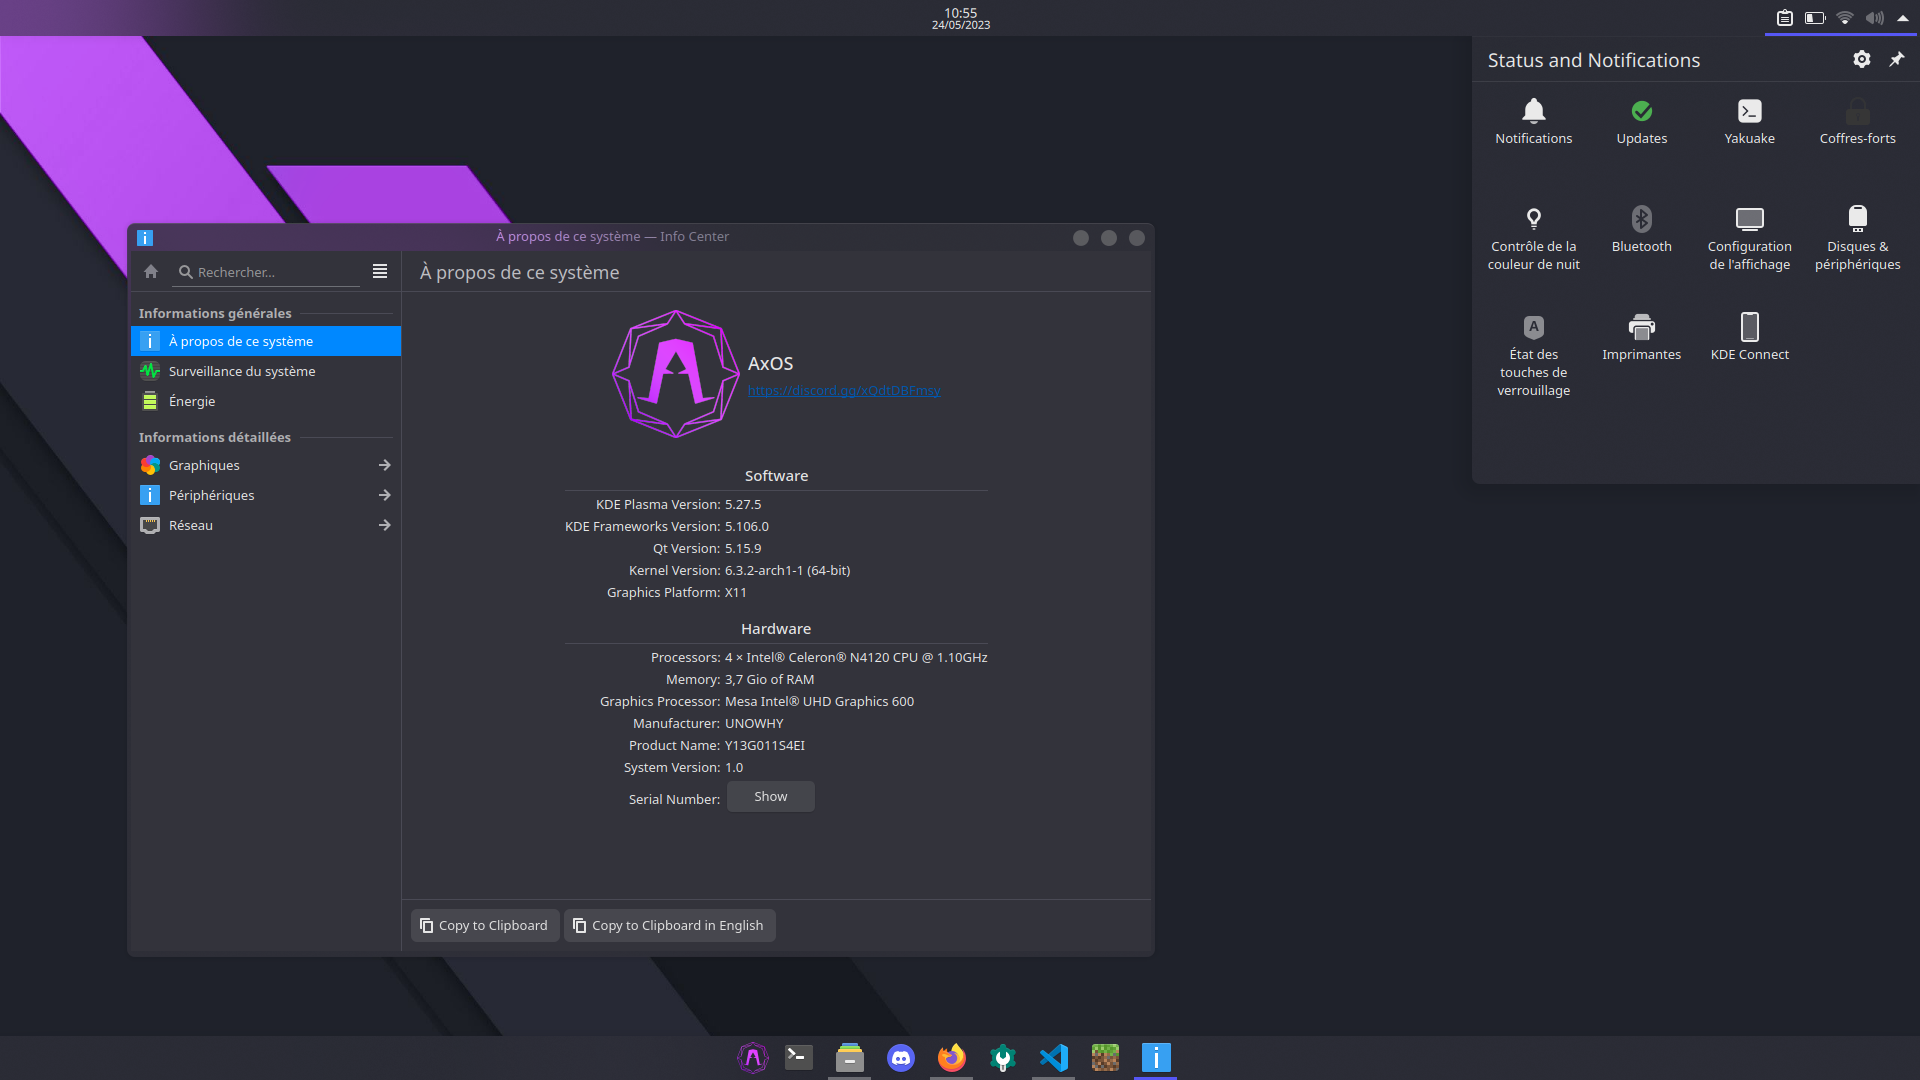 10:55
24/05/2023
Status and Notifications
Notifications
Updates
Yakuake
Coffres-forts
Contrôle de la
couleur de nuit
Bluetooth
Configuration
de l'affichage
Disques &
périphériques
A
État des
touches de
verrouillage
Imprimantes
KDE Connect
À propos de ce système — Info Center
Rechercher...
À propos de ce système
Informations générales
À propos de ce système
Surveillance du système
Énergie
Informations détaillées
Graphiques
Périphériques
Réseau
AxOS
https://discord.gg/xQdtDBFmsy
Software
KDE Plasma Version: 5.27.5
KDE Frameworks Version: 5.106.0
Qt Version: 5.15.9
Kernel Version: 6.3.2-arch1-1 (64-bit)
Graphics Platform: X11
Hardware
Processors: 4 × Intel® Celeron® N4120 CPU @ 1.10GHz
Memory: 3,7 Gio of RAM
Graphics Processor: Mesa Intel® UHD Graphics 600
Manufacturer: UNOWHY
Product Name: Y13G011S4EI
System Version: 1.0
Serial Number: Show
Copy to Clipboard
Copy to Clipboard in English